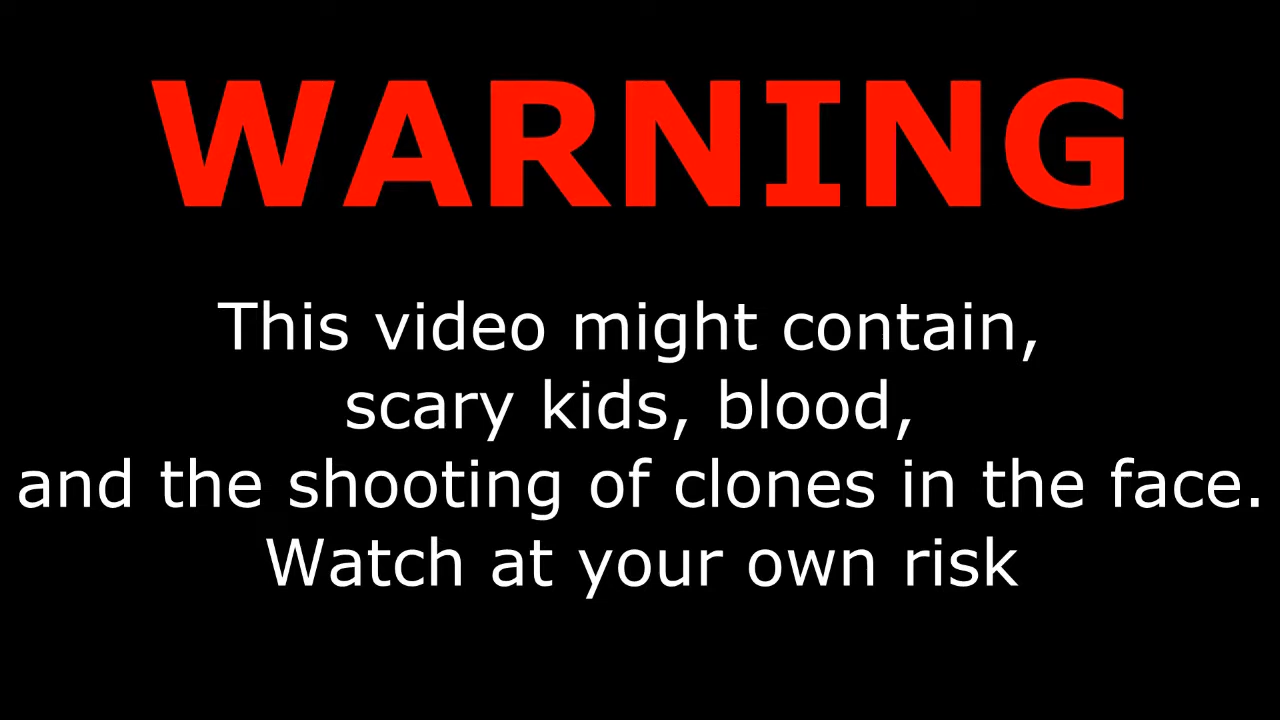 WARNING
This video might contain,
scary kids, blood,
and the shooting of clones in the face.
Watch at your own risk